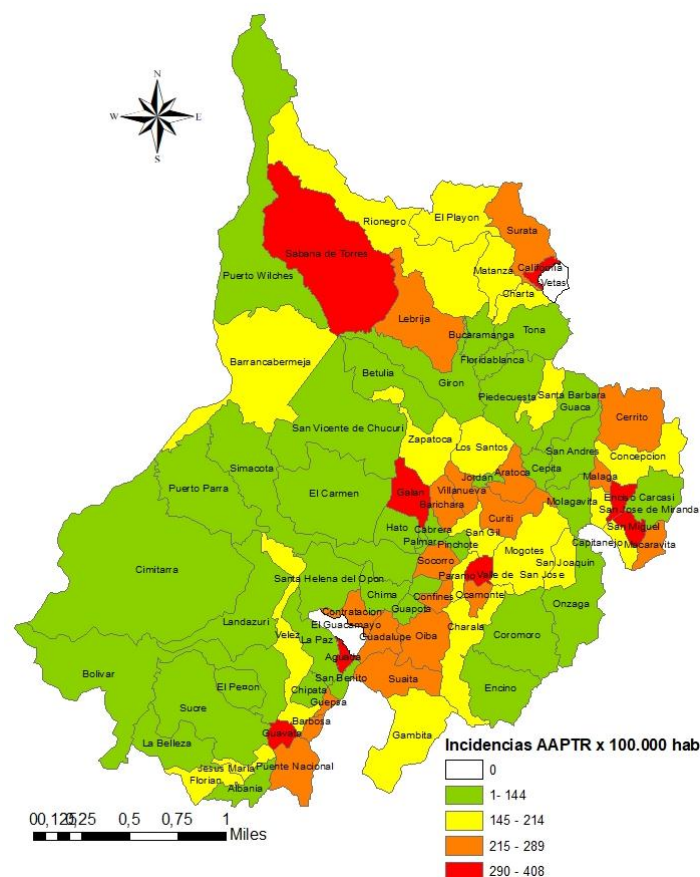 N
W E
S
El Playon
Rionegro
Surata
Sabana de Torres
California
Matanza
Vetas
Puerto Wilches
Charta
Lebrija
Tona
Bucaramanga
Barrancabermeja
Floridablanca
Betulia
Giron
Piedecuesta
Santa Barbara
Guaca
San Vicente de Chucuri
Cerrito
Zapatoca
Los Santos
San Andres
Concepcion
Simacota
Aratoca
Cepita
Jordan
Malaga
Puerto Parra
El Carmen
Galan
Villanueva
Enciso
Carcasi
Barichara
Molagavita
San Jose de Miranda
Curiti
Hato
Cabrera
San Gil
San Miguel
Palmar
Pinchote
Capitanejo
Macaravita
Mogotes
Socorro
San Joaquin
Cimitarra
Paramo
Valle de San Jose
Santa Helena del Opon
Chima
Confines
Ocamonte
Guapota
Onzaga
Contratacion
Landazuri
El Guacamayo
Charala
Velez
La Paz
Guadalupe
Oiba
Coromoro
Aguada
Bolivar
San Benito
Suaita
El Penon
Chipata
Encino
Sucre
Guepsa
Barbosa
Guavata
Gambita
La Belleza
Jesus Maria
Puente Nacional
Florian
Albania
Incidencias AAPTR x 100.000 hab
0
1- 144
145 - 214
215 - 289
290 - 408
00,1250,25 0,5 0,75 1
Miles